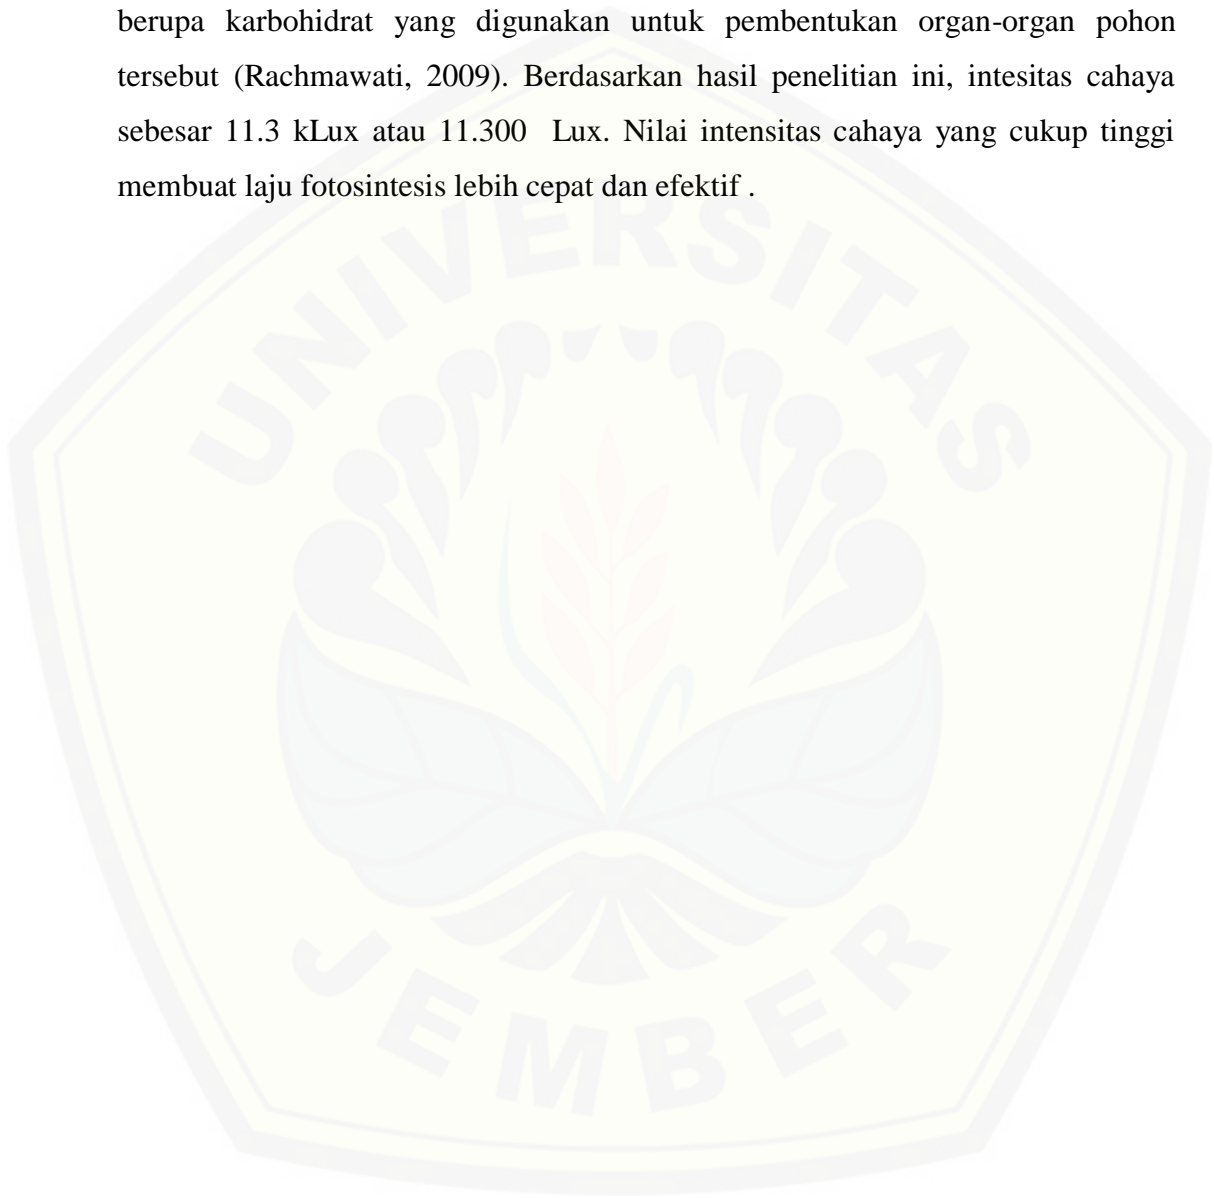 berupa karbohidrat yang digunakan untuk pembentukan organ-organ pohon
tersebut (Rachmawati, 2009). Berdasarkan hasil penelitian ini, intesitas cahaya
sebesar 11.3 kLux atau 11.300 Lux. Nilai intensitas cahaya yang cukup tinggi
membuat laju fotosintesis lebih cepat dan efektif .
UNIVERSITAS
JEMBER